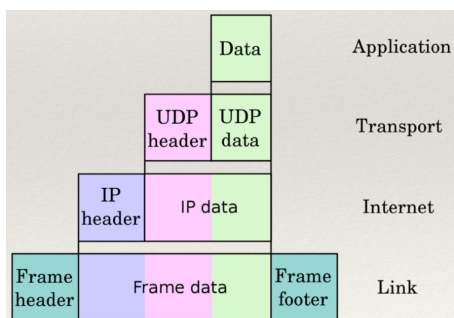 Data
Application
UDP header
UDP data
Transport
IP header
IP data
Internet
Frame header
Frame data
Frame footer
Link